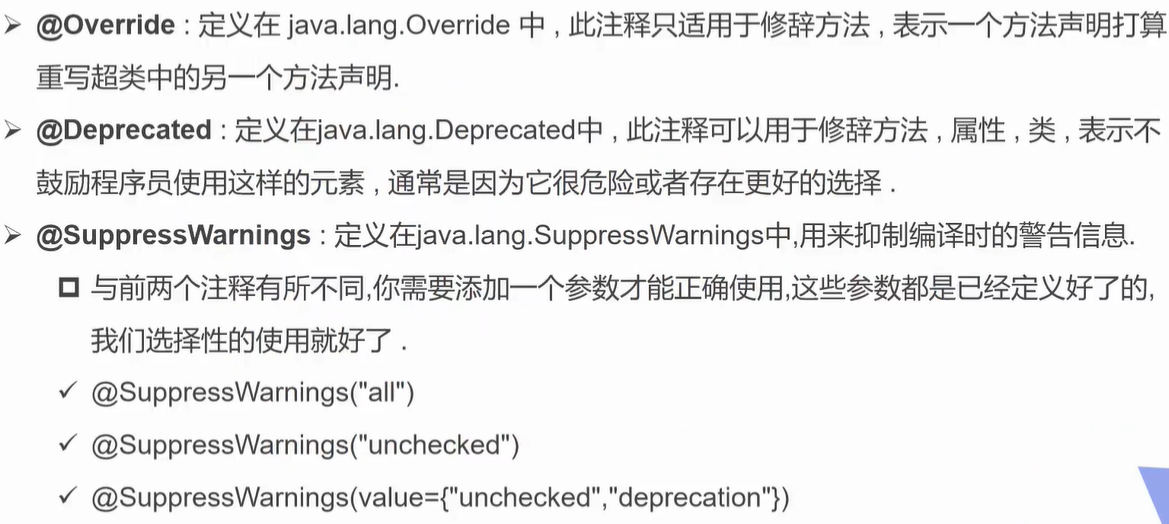 ➢ @Override : 定义在 java.lang.Override 中 , 此注释只适用于修辞方法 , 表示一个方法声明打算
重写超类中的另一个方法声明.
➢ @Deprecated : 定义在java.lang.Deprecated中 , 此注释可以用于修辞方法 , 属性 , 类 , 表示不
鼓励程序员使用这样的元素 , 通常是因为它很危险或者存在更好的选择 .
➢ @SuppressWarnings : 定义在java.lang.SuppressWarnings中,用来抑制编译时的警告信息.
与前两个注释有所不同,你需要添加一个参数才能正确使用,这些参数都是已经定义好了的,
我们选择性的使用就好了 .
✓ @SuppressWarnings("all")
✓ @SuppressWarnings("unchecked")
✓ @SuppressWarnings(value={"unchecked","deprecation"})